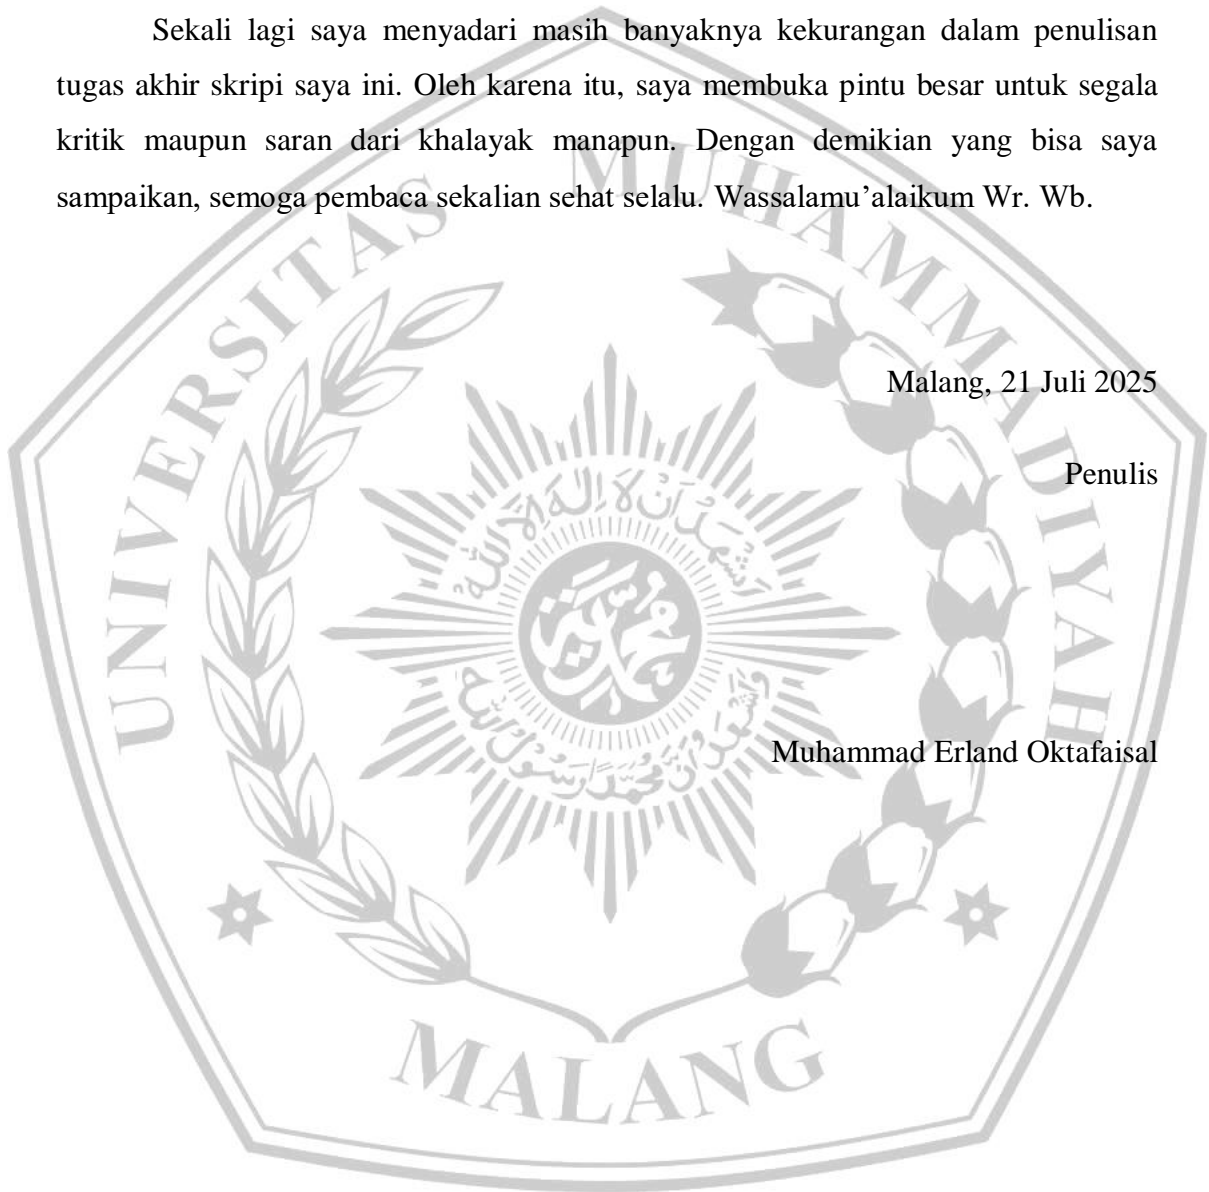 Sekali lagi saya menyadari masih banyaknya kekurangan dalam penulisan
tugas akhir skripi saya ini. Oleh karena itu, saya membuka pintu besar untuk segala
kritik maupun saran dari khalayak manapun. Dengan demikian yang bisa saya
sampaikan, semoga pembaca sekalian sehat selalu. Wassalamu’alaikum Wr. Wb.
UNIVERSITAS MUHAMMADIYAH
Malang, 21 Juli 2025
Penulis
Muhammad Erland Oktafaisal
MALANG